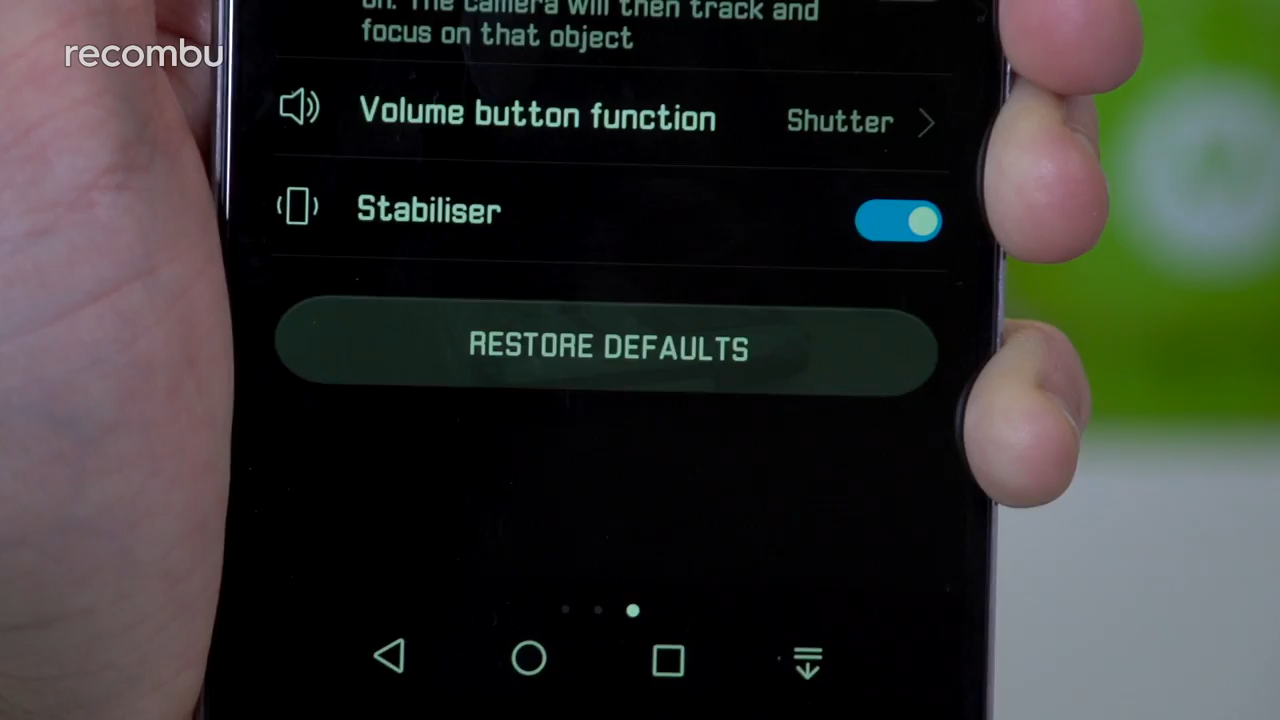 recombu
on. The camera will then track and
focus on that object
Volume button function Shutter
Stabiliser
RESTORE DEFAULTS